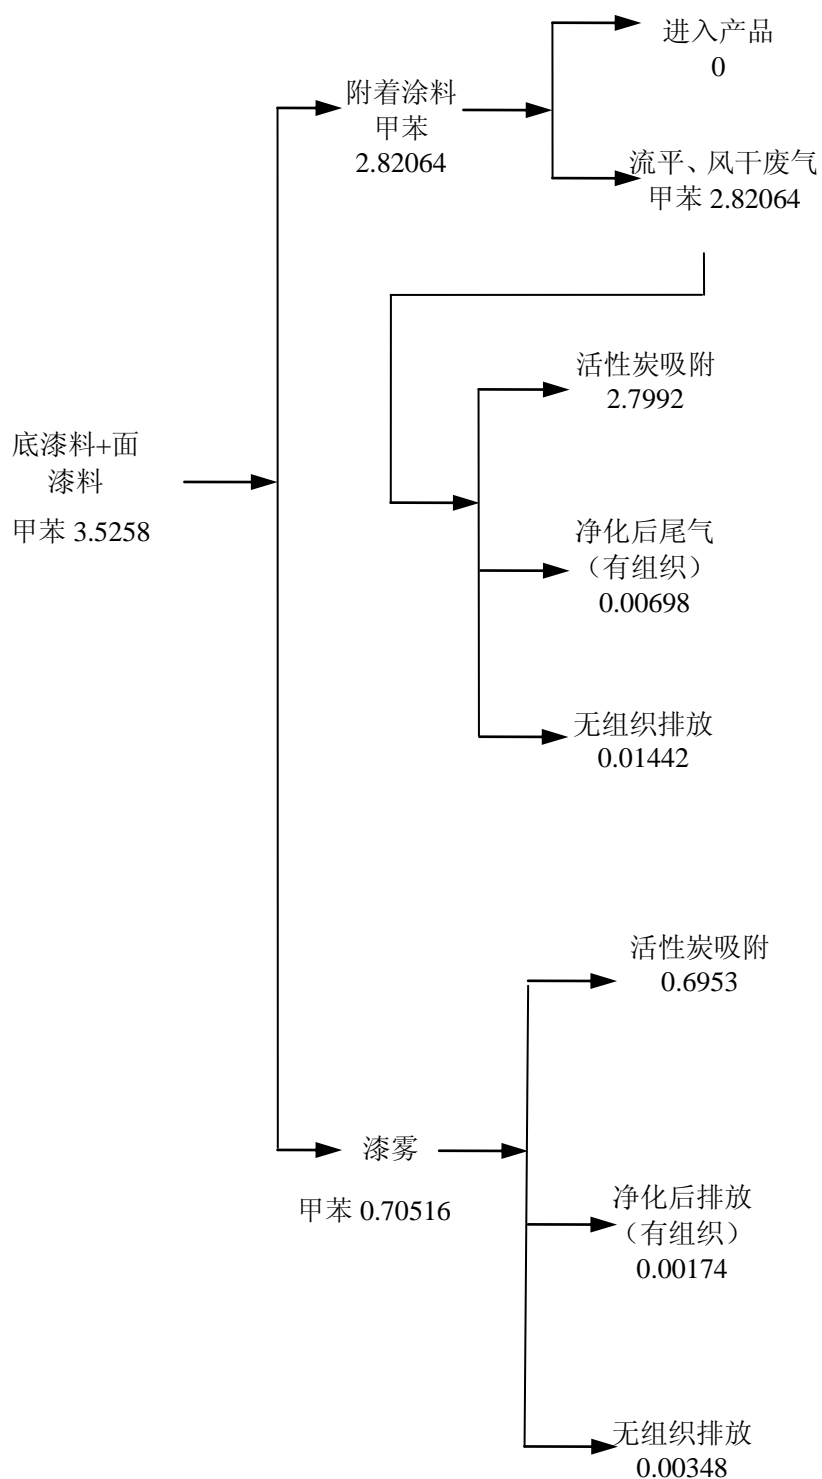 进入产品
0
附着涂料
甲苯
2.82064
流平、风干废气
甲苯 2.82064
活性炭吸附
2.7992
底漆料+面
漆料
甲苯 3.5258
净化后尾气
（有组织）
0.00698
无组织排放
0.01442
活性炭吸附
0.6953
漆雾
甲苯 0.70516
净化后排放
（有组织）
0.00174
无组织排放
0.00348